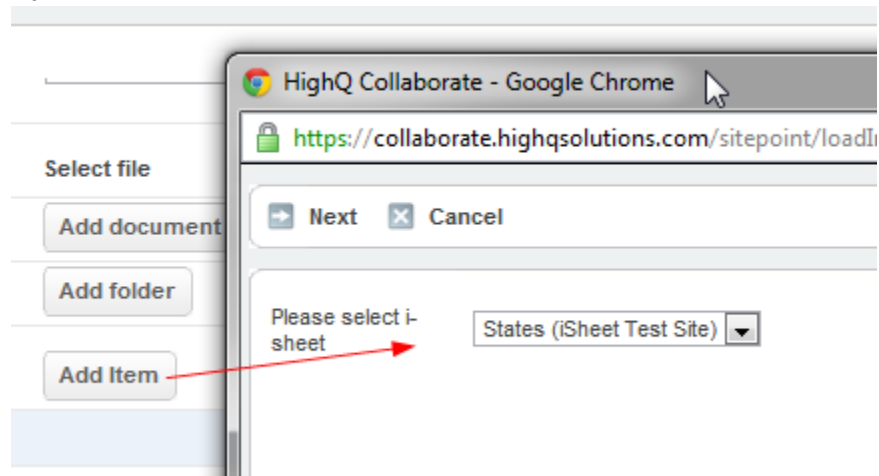 HighQ Collaborate - Google Chrome
https://collaborate.highqsolutions.com/sitepoint/loadI
Select file
Add document
Next Cancel
Add folder
Please select i-
sheet
States (iSheet Test Site)
Add Item